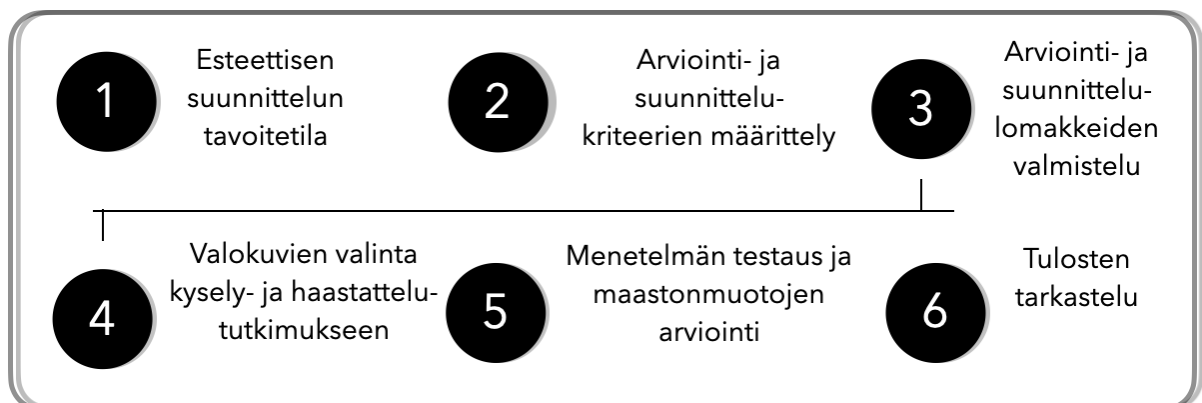 1
Esteettisen
suunnittelun
tavoitetila
2
Arviointi- ja
suunnittelu-
kriteerien määrittely
3
Arviointi- ja
suunnittelu-
lomakkeiden
valmistelu
4
Valokuvien valinta
kysely- ja haastattelu-
tutkimukseen
5
Menetelmän testaus ja
maastonmuotojen
arviointi
6
Tulosten
tarkastelu